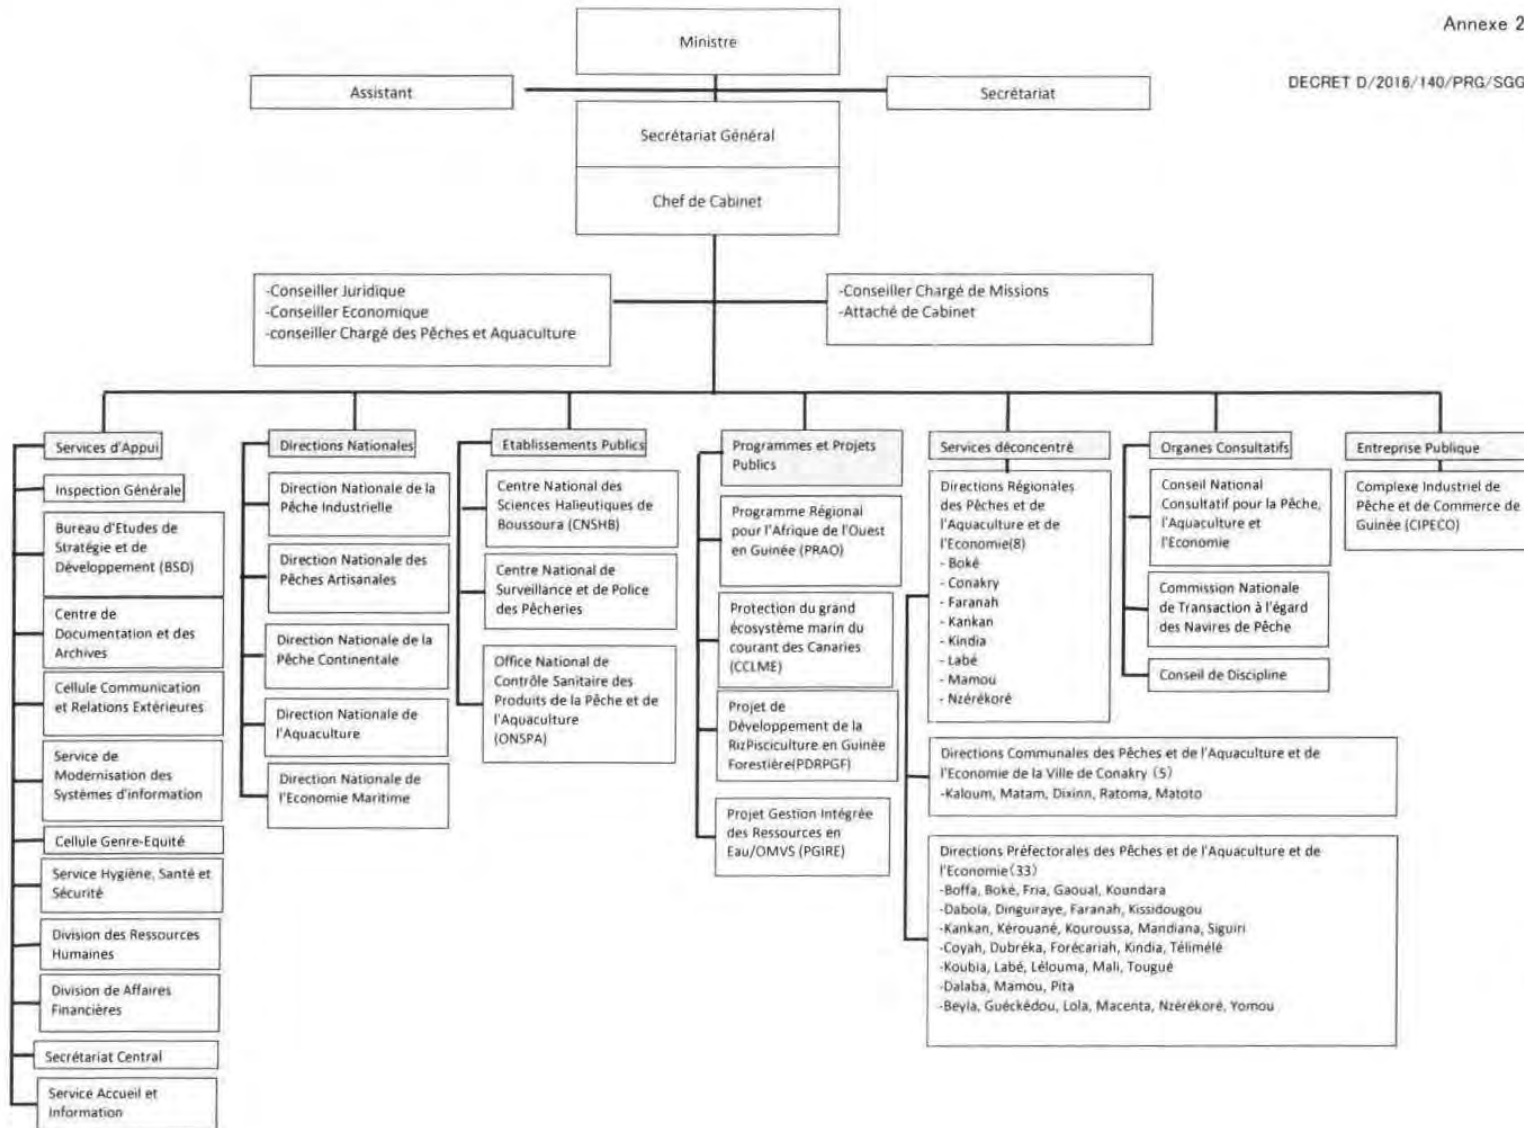 Annexe 2
DECRET D/2016/140/PRG/SGG
Ministre
Assistant
Secrétariat
Secrétariat Général
Chef de Cabinet
-Conseiller Juridique
-Conseiller Economique
-conseiller Chargé des Pêches et Aquaculture
-Conseiller Chargé de Missions
-Attaché de Cabinet
Services d'Appui
Inspection Générale
Bureau d'Etudes de
Stratégie et de
Développement (BSD)
Centre de
Documentation et des
Archives
Cellule Communication
et Relations Extérieures
Service de
Modernisation des
Systèmes d'information
Cellule Genre-Equité
Service Hygiène, Santé et
Sécurité
Division des Ressources
Humaines
Division de Affaires
Financières
Secrétariat Central
Service Accueil et
Information
Directions Nationales
Direction Nationale de la
Pêche Industrielle
Direction Nationale des
Pêches Artisanales
Direction Nationale de la
Pêche Continentale
Direction Nationale de
l'Aquaculture
Direction Nationale de
l'Economie Maritime
Etablissements Publics
Centre National des
Sciences Halieutiques de
Boussoura (CNSHB)
Centre National de
Surveillance et de Police
des Pêcheries
Office National de
Contrôle Sanitaire des
Produits de la Pêche et de
l'Aquaculture
(ONSPA)
Programmes et Projets
Publics
Programme Régional
pour l'Afrique de l'Ouest
en Guinée (PRAO)
Protection du grand
écosystème marin du
courant des Canaries
(CCLME)
Projet de
Développement de la
RizPisciculture en Guinée
Forestière(PDRPGF)
Projet Gestion Intégrée
des Ressources en
Eau/OMVS (PGIRE)
Services déconcentré
Directions Régionales
des Pêches et de
l'Aquaculture et de
l'Economie(8)
- Boké
- Conakry
- Faranah
- Kankan
- Kindia
- Labé
- Mamou
- Nzérékoré
Directions Communales des Pêches et de l'Aquaculture et de
l'Economie de la Ville de Conakry (5)
-Kaloum, Matam, Dixinn, Ratoma, Matoto
Directions Préfectorales des Pêches et de l'Aquaculture et de
l'Economie(33)
-Boffa, Boké, Fria, Gaoual, Koundara
-Dabola, Dinguiraye, Faranah, Kissidougou
-Kankan, Kérouané, Kouroussa, Mandiana, Siguiri
-Coyah, Dubréka, Forécariah, Kindia, Télimélé
-Koubia, Labé, Lélouma, Mali, Tougué
-Dalaba, Mamou, Pita
-Beyla, Guéckédou, Lola, Macenta, Nzérékoré, Yomou
Organes Consultatifs
Conseil National
Consultatif pour la Pêche,
l'Aquaculture et
l'Economie
Commission Nationale
de Transaction à l'égard
des Navires de Pêche
Conseil de Discipline
Entreprise Publique
Complexe Industriel de
Pêche et de Commerce de
Guinée (CIPECO)